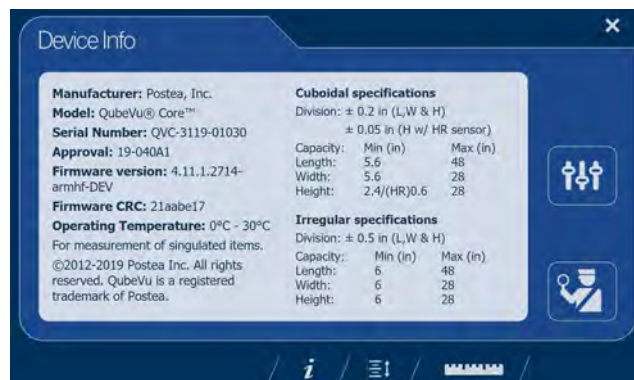 Device Info
Manufacturer: Postea, Inc.
Model: QubeVu® Core™
Serial Number: QVC-3119-01030
Approval: 19-040A1
Firmware version: 4.11.1.2714-
armhf-DEV
Firmware CRC: 21aabe17
Operating Temperature: 0°C - 30°C
For measurement of singulated items.
©2012-2019 Postea Inc. All rights
reserved. QubeVu is a registered
trademark of Postea.
Cuboidal specifications
Division: ± 0.2 in (L,W & H)
± 0.05 in (H w/ HR sensor)
Capacity: Min (in) Max (in)
Length: 5.6 48
Width: 5.6 28
Height: 2.4/(HR)0.6 28
Irregular specifications
Division: ± 0.5 in (L,W & H)
Capacity: Min (in) Max (in)
Length: 6 48
Width: 6 28
Height: 6 28